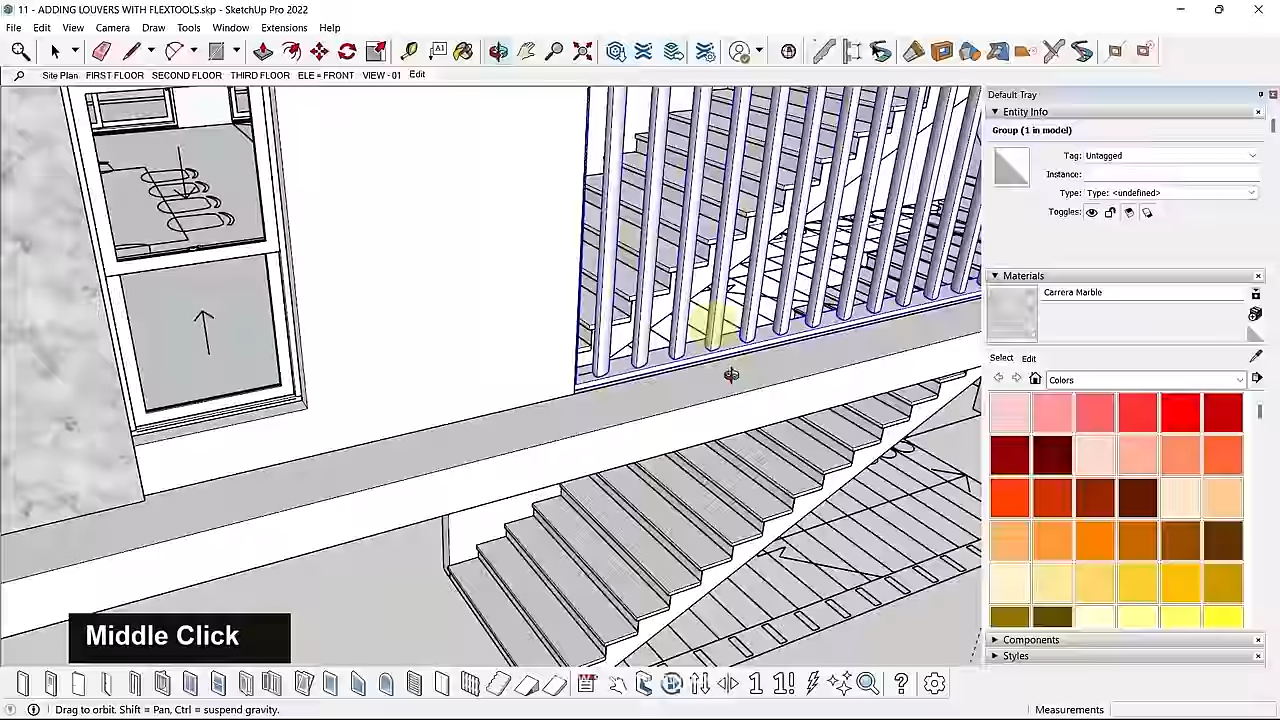 11 - ADDING LOUVERS WITH FLEXTOOLS.skp - SketchUp Pro 2022
File Edit View Camera Draw Tools Window Extensions Help
Site Plan FIRST FLOOR SECOND FLOOR THIRD FLOOR ELE = FRONT VIEW - 01 Edit
Default Tray
Entity Info
Group (1 in model)
Tag: Untagged
Instance:
Type: Type: <undefined>
Toggles:
Materials
Carrera Marble
Select Edit
Colors
Components
Styles
Middle Click
1 1! ?
Drag to orbit. Shift = Pan, Ctrl = suspend gravity.
Measurements